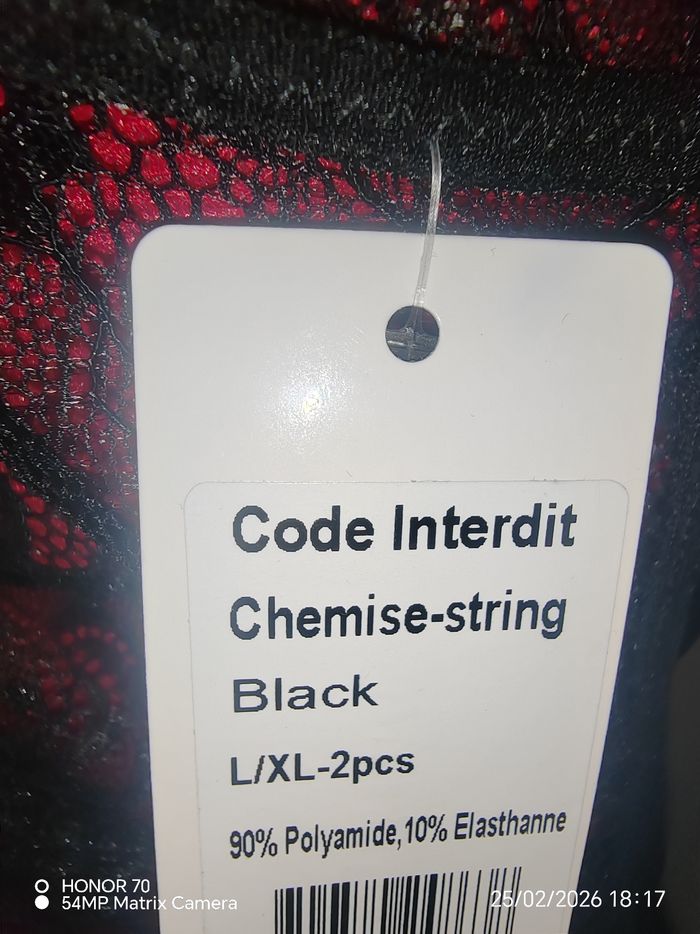 Code Interdit
Chemise-string
Black
L/XL-2pcs
90% Polyamide,10% Elasthanne
HONOR 70
54MP Matrix Camera
25/02/2026 18:17